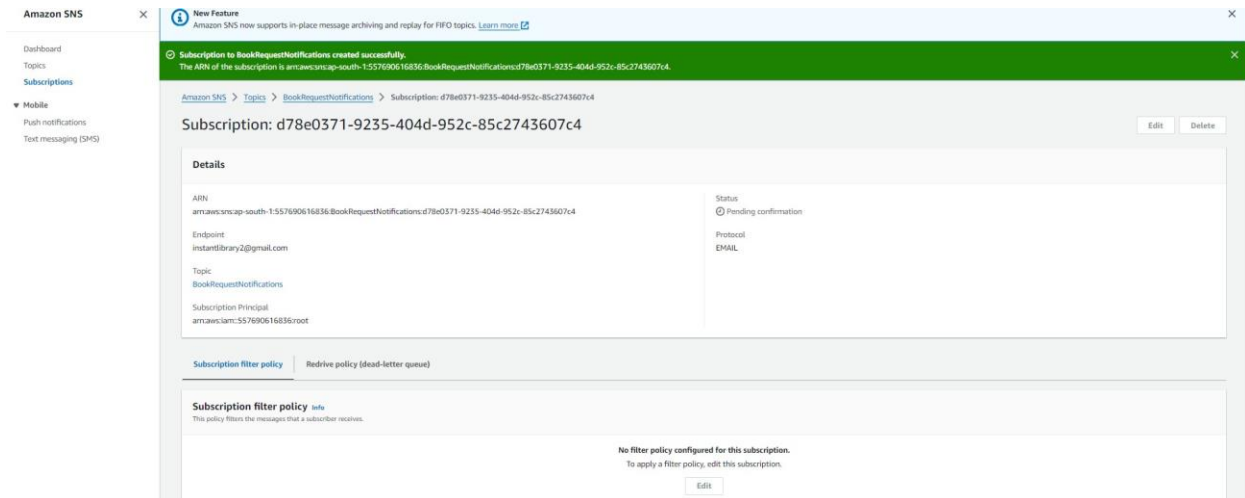 Amazon SNS
Dashboard
Topics
Subscriptions
Mobile
Push notifications
Text messaging (SMS)
New Feature
Amazon SNS now supports in-place message archiving and replay for FIFO topics. Learn more
Subscription to BookRequestNotifications created successfully.
The ARN of the subscription is arn:aws:sns:ap-south-1:557690616836:BookRequestNotifications:d78e0371-9235-404d-952c-85c2743607c4.
Amazon SNS > Topics > BookRequestNotifications > Subscription: d78e0371-9235-404d-952c-85c2743607c4
Subscription: d78e0371-9235-404d-952c-85c2743607c4
Edit
Delete
Details
ARN
arn:aws:sns:ap-south-1:557690616836:BookRequestNotifications:d78e0371-9235-404d-952c-85c2743607c4
Endpoint
instantlibrary2@gmail.com
Topic
BookRequestNotifications
Subscription Principal
arn:aws:iam::557690616836:root
Status
Pending confirmation
Protocol
EMAIL
Subscription filter policy
Redrive policy (dead-letter queue)
Subscription filter policy Info
This policy filters the messages that a subscriber receives.
No filter policy configured for this subscription.
To apply a filter policy, edit this subscription.
Edit